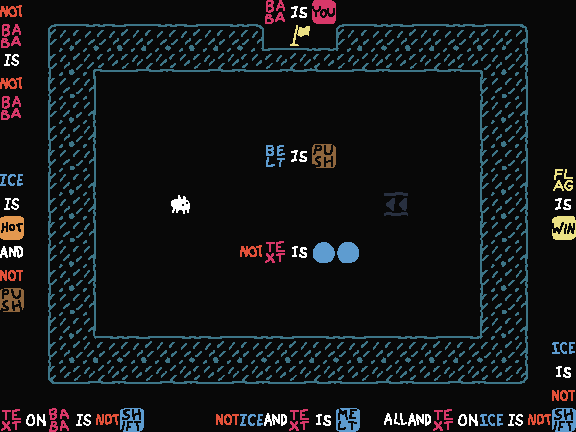 BABA IS YOU
NOT BABA IS NOT BABA
BELT IS PUSH
ICE IS HOT AND NOT PUSH
FLAG IS WIN
NOT TEXT IS
ICE IS NOT
TEXT ON BABA IS NOT SHIFT
NOT ICE AND TEXT IS MELT
ALL AND TEXT ON ICE IS NOT SHIFT